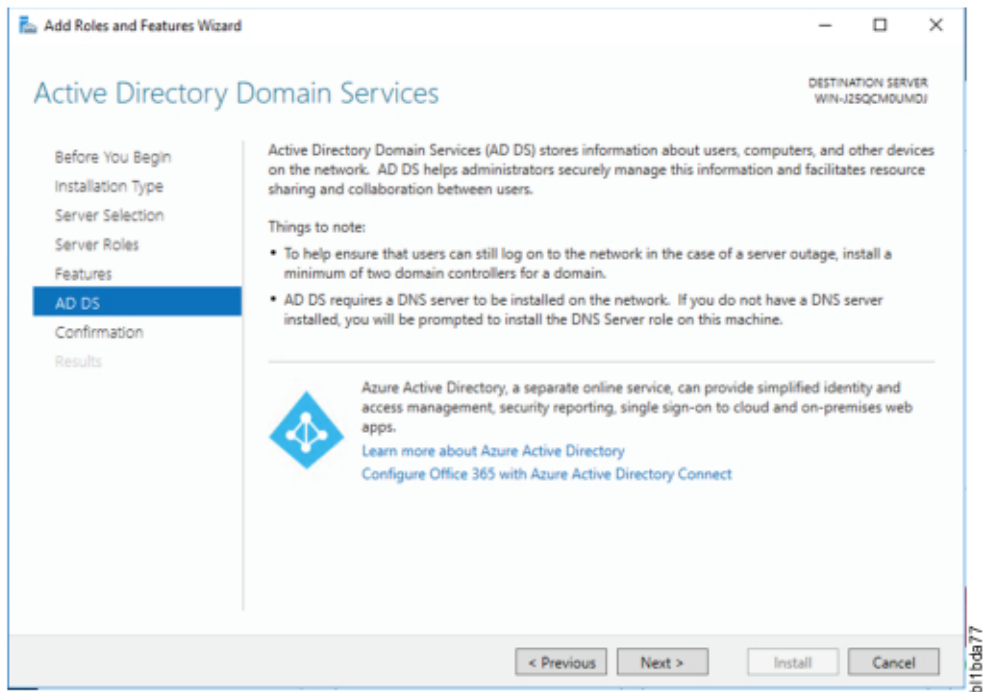 Add Roles and Features Wizard
Active Directory Domain Services
DESTINATION SERVER
WIN-J25QCM0UMDJ
Before You Begin
Installation Type
Server Selection
Server Roles
Features
AD DS
Confirmation
Results
Active Directory Domain Services (AD DS) stores information about users, computers, and other devices
on the network. AD DS helps administrators securely manage this information and facilitates resource
sharing and collaboration between users.
Things to note:
• To help ensure that users can still log on to the network in the case of a server outage, install a
minimum of two domain controllers for a domain.
• AD DS requires a DNS server to be installed on the network. If you do not have a DNS server
installed, you will be prompted to install the DNS Server role on this machine.
Azure Active Directory, a separate online service, can provide simplified identity and
access management, security reporting, single sign-on to cloud and on-premises web
apps.
Learn more about Azure Active Directory
Configure Office 365 with Azure Active Directory Connect
< Previous
Next >
Install
Cancel
bl1bda77